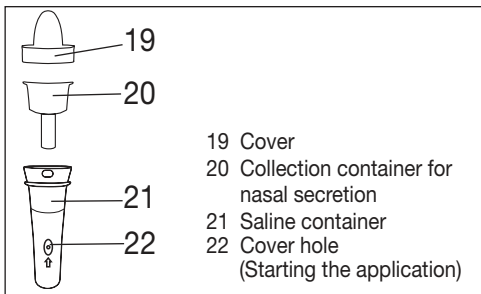 19
20
21
22
19 Cover
20 Collection container for
nasal secretion
21 Saline container
22 Cover hole
(Starting the application)